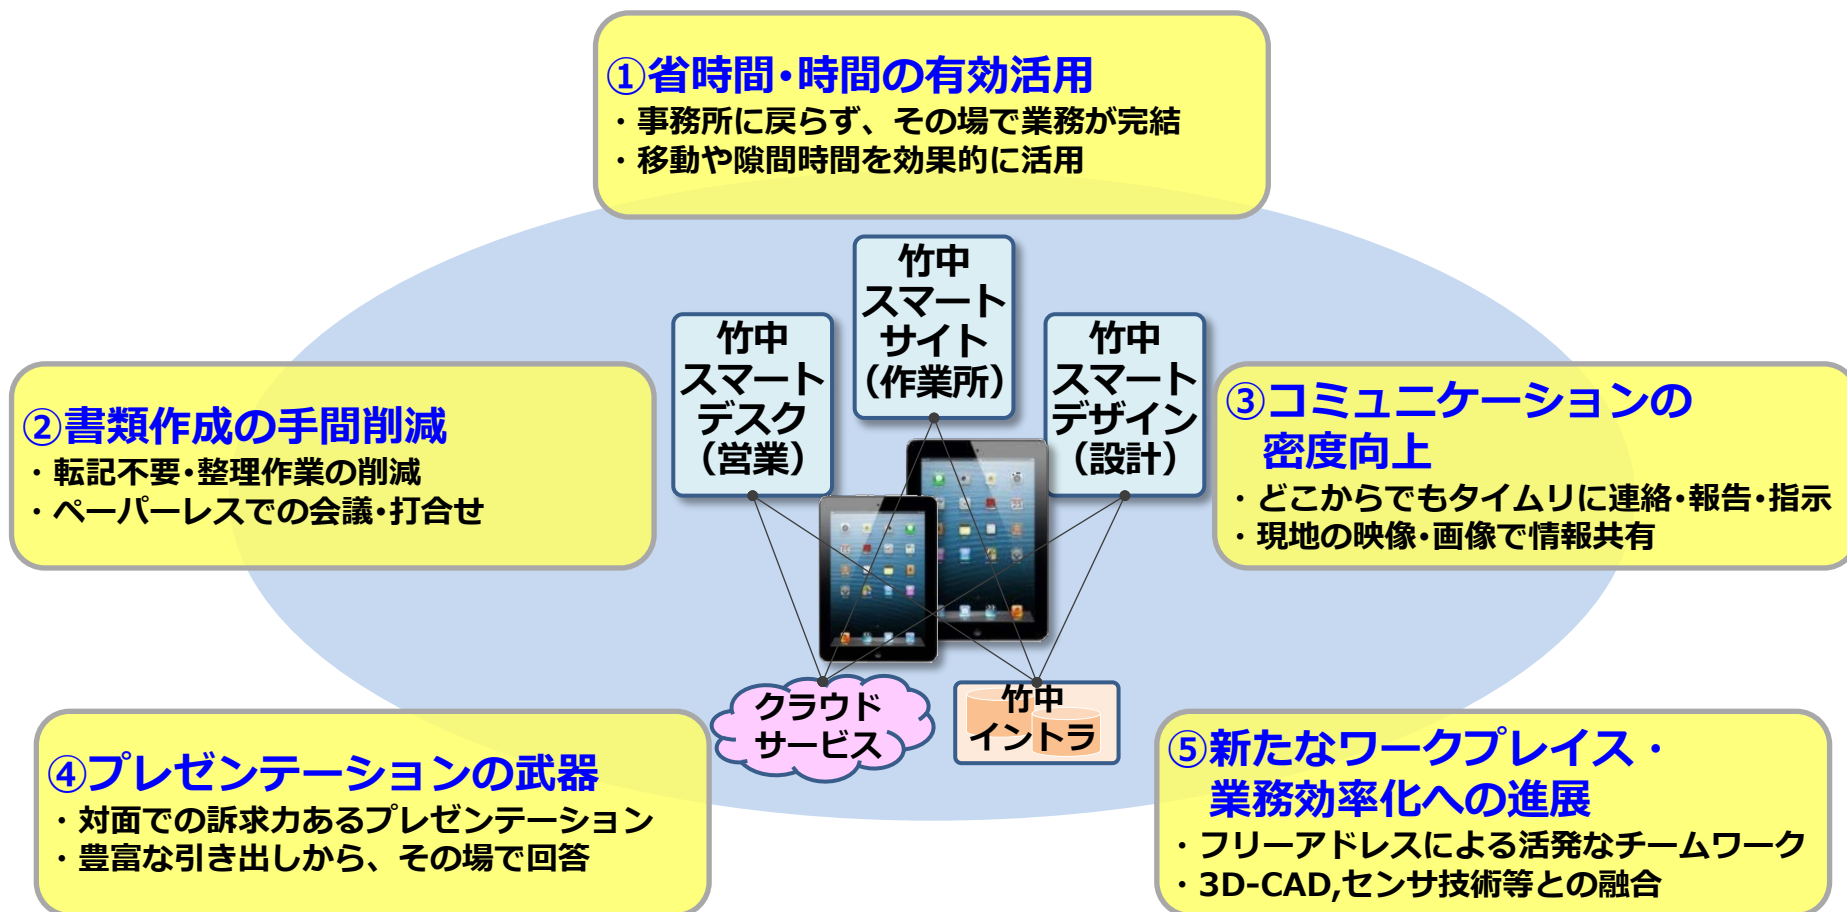 ①省時間・時間の有効活用
・事務所に戻らず、その場で業務が完結
・移動や隙間時間を効果的に活用
竹中
スマート
サイト
（作業所）
竹中
スマート
デスク
（営業）
竹中
スマート
デザイン
（設計）
②書類作成の手間削減
・転記不要・整理作業の削減
・ペーパーレスでの会議・打合せ
③コミュニケーションの
密度向上
・どこからでもタイムリに連絡・報告・指示
・現地の映像・画像で情報共有
クラウド
サービス
竹中
イントラ
④プレゼンテーションの武器
・対面での訴求力あるプレゼンテーション
・豊富な引き出しから、その場で回答
⑤新たなワークプレイス・
業務効率化への進展
・フリーアドレスによる活発なチームワーク
・3D-CAD,センサ技術等との融合